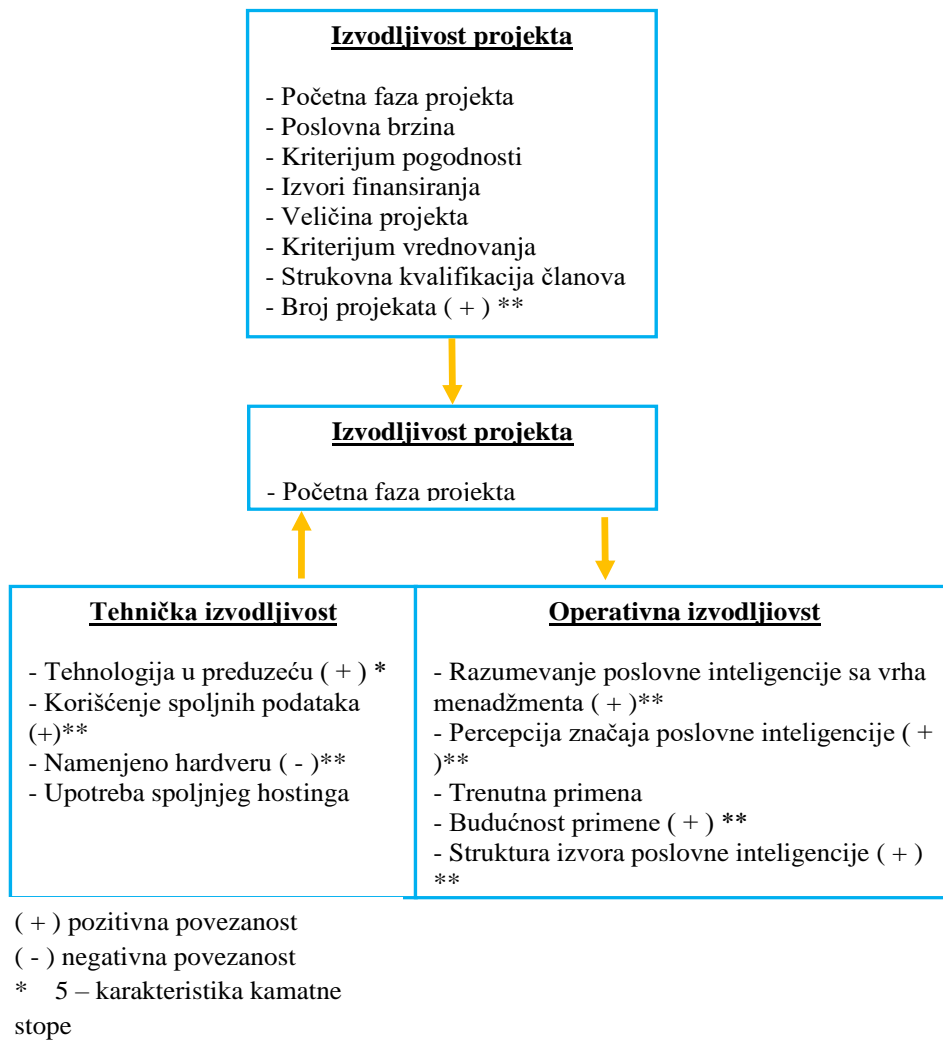 Izvodljivost projekta
- Početna faza projekta
- Poslovna brzina
- Kriterijum pogodnosti
- Izvori finansiranja
- Veličina projekta
- Kriterijum vrednovanja
- Strukovna kvalifikacija članova
- Broj projekata ( + ) **
Izvodljivost projekta
- Početna faza projekta
Tehnička izvodljivost
- Tehnologija u preduzeću ( + ) *
- Korišćenje spoljnih podataka
(+)**
- Namenjeno hardveru ( - )**
- Upotreba spoljnjeg hostinga
Operativna izvodljiovst
- Razumevanje poslovne inteligencije sa vrha
menadžmenta ( + )**
- Percepcija značaja poslovne inteligencije ( +
)**
- Trenutna primena
- Budućnost primene ( + ) **
- Struktura izvora poslovne inteligencije ( + )
**
( + ) pozitivna povezanost
( - ) negativna povezanost
* 5 – karakteristika kamatne
stope